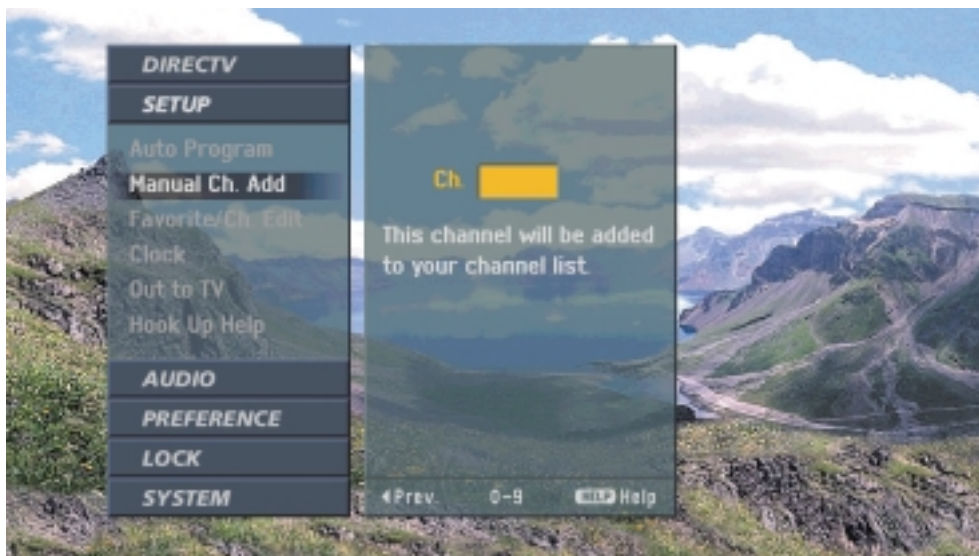 DIRECTV
SETUP
Auto Program
Manual Ch. Add
Favorite/Ch. Edit
Clock
Out to TV
Hook Up Help
AUDIO
PREFERENCE
LOCK
SYSTEM
Ch.
This channel will be added
to your channel list.
Prev. 0-9 HELP Help